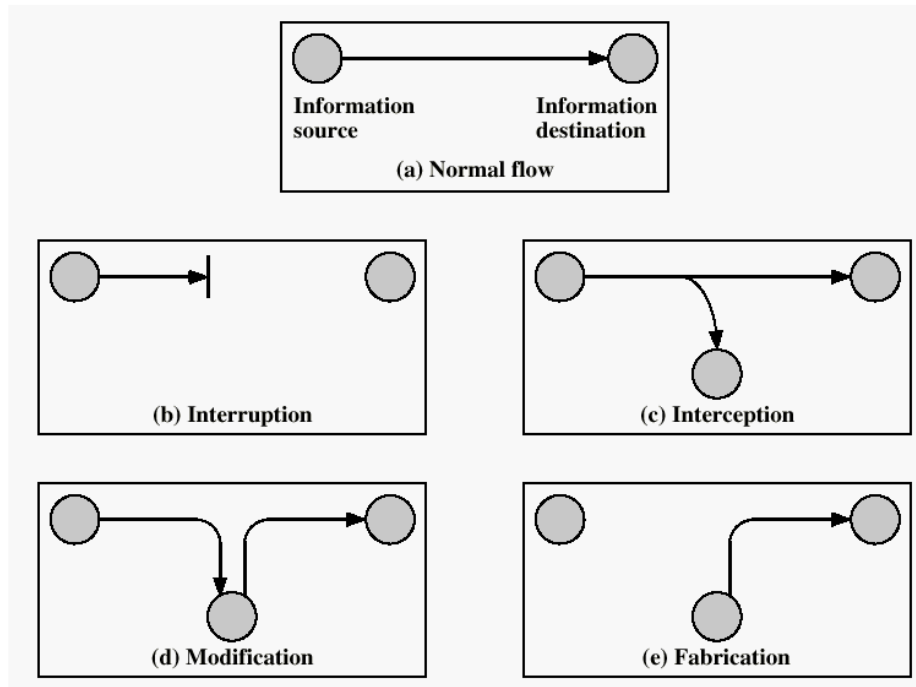 Information
source
Information
destination
(a) Normal flow
(b) Interruption
(c) Interception
(d) Modification
(e) Fabrication